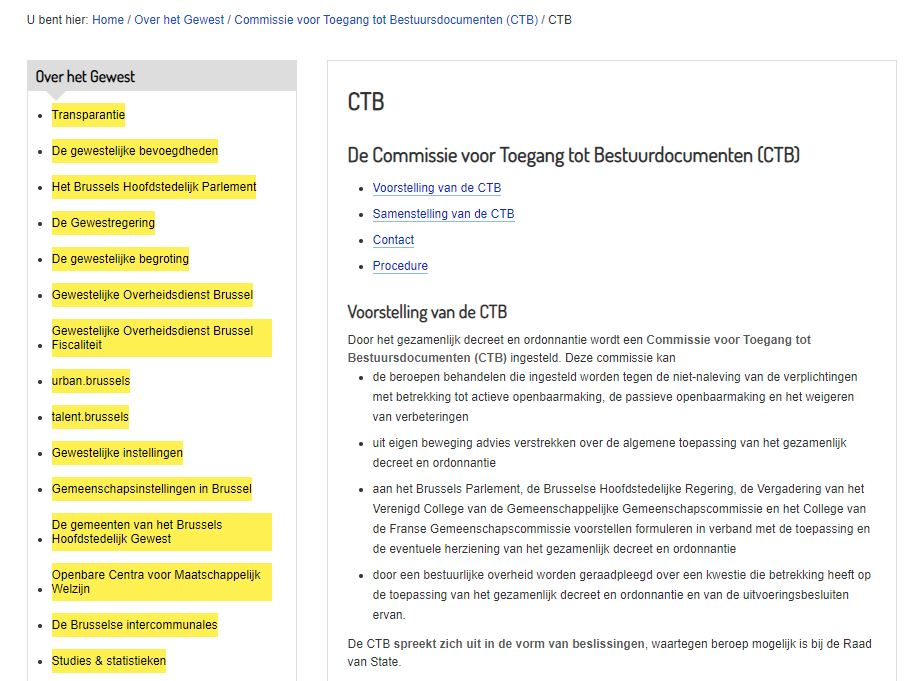 U bent hier: Home / Over het Gewest / Commissie voor Toegang tot Bestuursdocumenten (CTB) / CTB
Over het Gewest
Transparantie
De gewestelijke bevoegdheden
Het Brussels Hoofdstedelijk Parlement
De Gewestregering
De gewestelijke begroting
Gewestelijke Overheidsdienst Brussel
Gewestelijke Overheidsdienst Brussel
Fiscaliteit
urban.brussels
talent.brussels
Gewestelijke instellingen
Gemeenschapsinstellingen in Brussel
De gemeenten van het Brussels
Hoofdstedelijk Gewest
Openbare Centra voor Maatschappelijk
Welzijn
De Brusselse intercommunales
Studies & statistieken
CTB
De Commissie voor Toegang tot Bestuurdocumenten (CTB)
Voorstelling van de CTB
Samenstelling van de CTB
Contact
Procedure
Voorstelling van de CTB
Door het gezamenlijk decreet en ordonnantie wordt een Commissie voor Toegang tot
Bestuursdocumenten (CTB) ingesteld. Deze commissie kan
de beroepen behandelen die ingesteld worden tegen de niet-naleving van de verplichtingen
met betrekking tot actieve openbaarmaking, de passieve openbaarmaking en het weigeren
van verbeteringen
uit eigen beweging advies verstrekken over de algemene toepassing van het gezamenlijk
decreet en ordonnantie
aan het Brussels Parlement, de Brusselse Hoofdstedelijke Regering, de Vergadering van het
Verenigd College van de Gemeenschappelijke Gemeenschapscommissie en het College van
de Franse Gemeenschapscommissie voorstellen formuleren in verband met de toepassing en
de eventuele herziening van het gezamenlijk decreet en ordonnantie
door een bestuurlijke overheid worden geraadpleegd over een kwestie die betrekking heeft op
de toepassing van het gezamenlijk decreet en ordonnantie en van de uitvoeringsbesluiten
ervan.
De CTB spreekt zich uit in de vorm van beslissingen, waartegen beroep mogelijk is bij de Raad
van State.